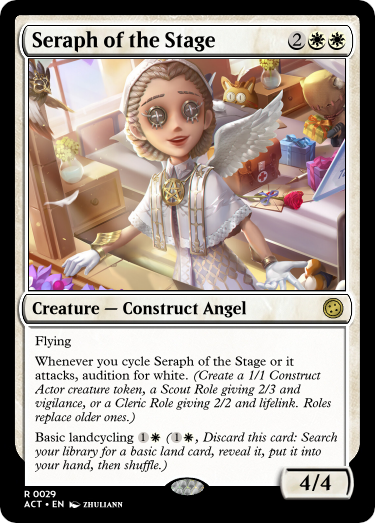 Seraph of the Stage 2
Creature — Construct Angel
Flying
Whenever you cycle Seraph of the Stage or it
attacks, audition for white. (Create a 1/1 Construct
Actor creature token, a Scout Role giving 2/3 and
vigilance, or a Cleric Role giving 2/2 and lifelink. Roles
replace older ones.)
Basic landcycling 1 (1, Discard this card: Search
your library for a basic land card, reveal it, put it into
your hand, then shuffle.)
4/4
R 0029
ACT • EN ZHULIANN